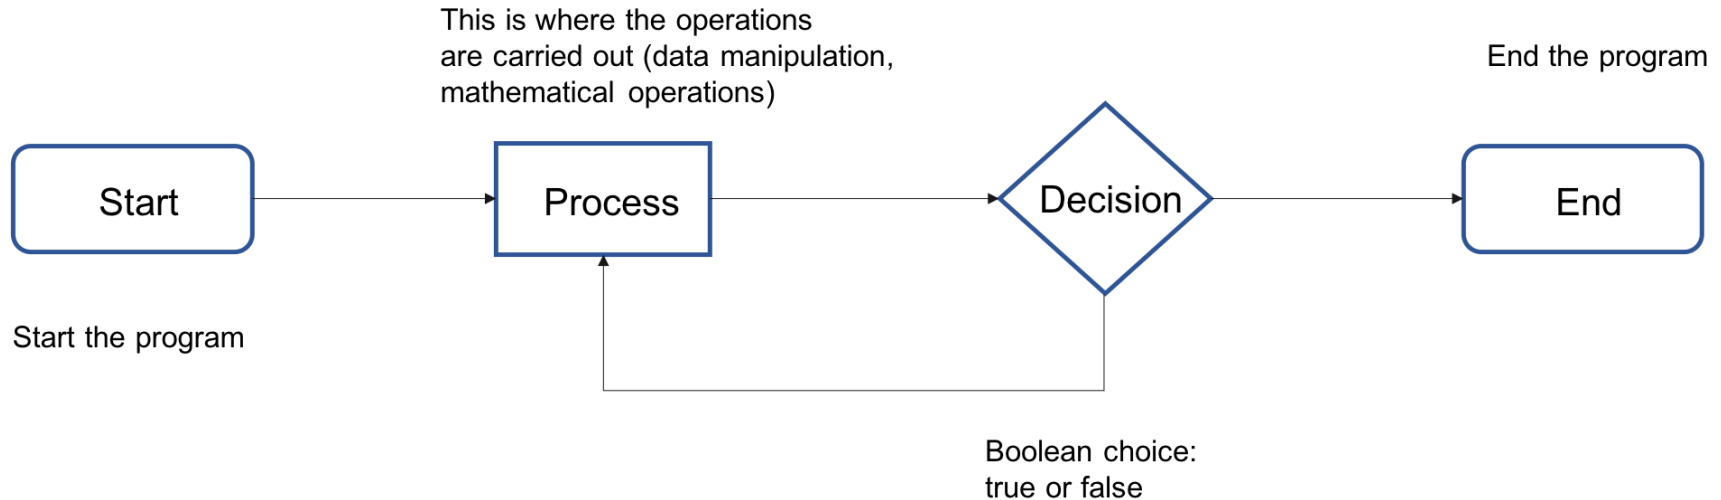 This is where the operations
are carried out (data manipulation,
mathematical operations)
End the program
Start
Process
Decision
End
Start the program
Boolean choice:
true or false